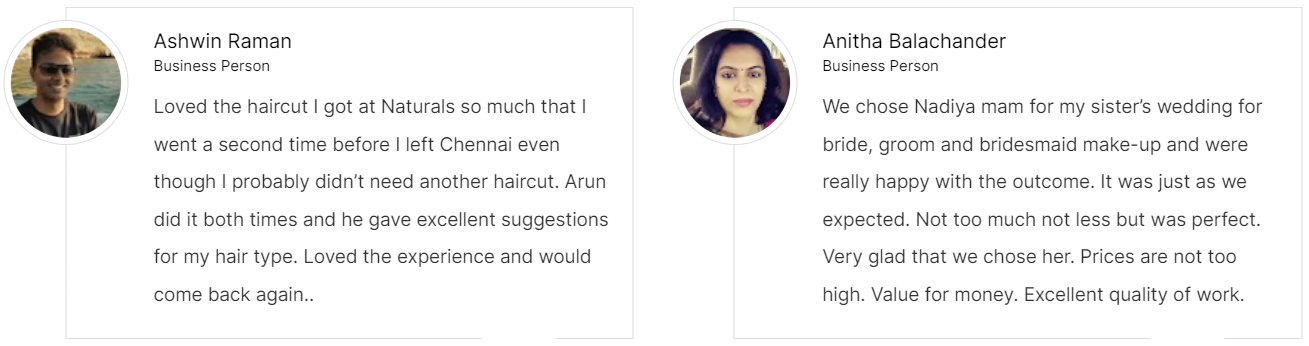 Ashwin Raman
Business Person
Loved the haircut I got at Naturals so much that I
went a second time before I left Chennai even
though I probably didn’t need another haircut. Arun
did it both times and he gave excellent suggestions
for my hair type. Loved the experience and would
come back again..
Anitha Balachander
Business Person
We chose Nadiya mam for my sister’s wedding for
bride, groom and bridesmaid make-up and were
really happy with the outcome. It was just as we
expected. Not too much not less but was perfect.
Very glad that we chose her. Prices are not too
high. Value for money. Excellent quality of work.